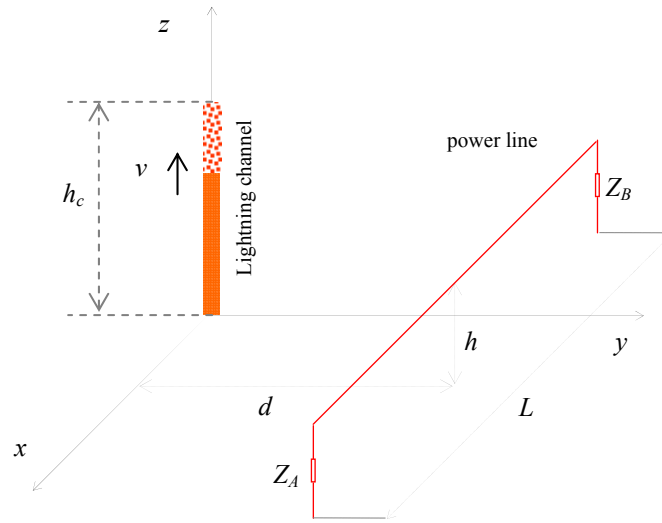 z
power line
v
Lightning channel
Z_B
h_c
h
y
d
L
x
Z_A